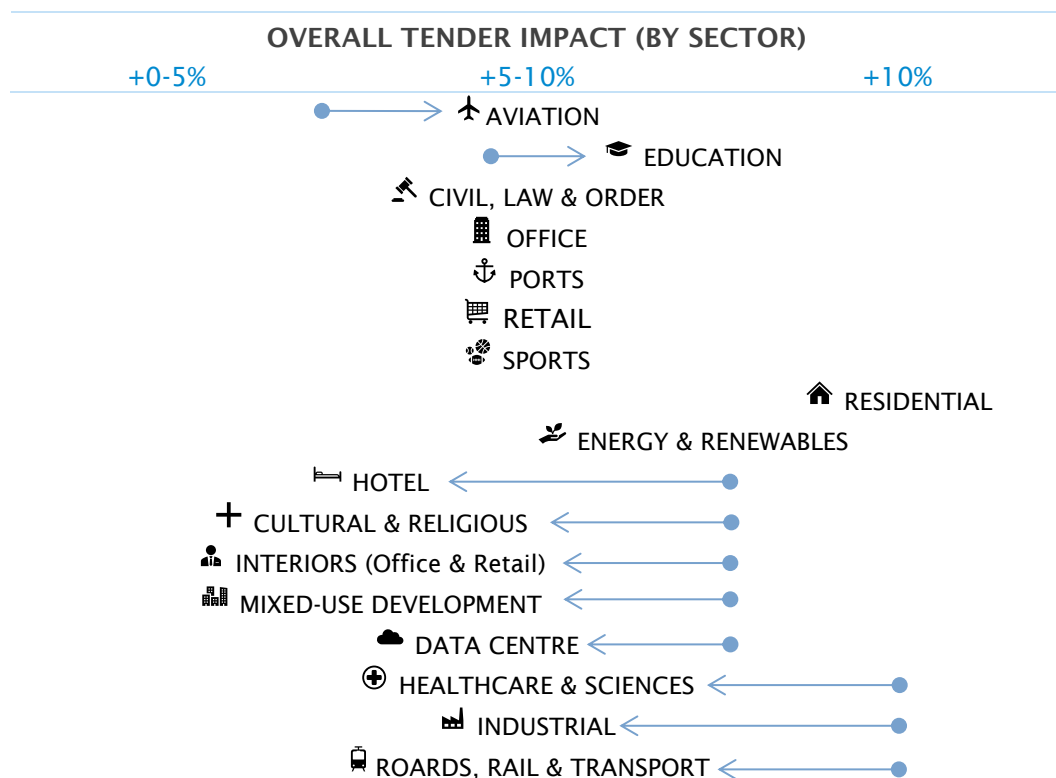 OVERALL TENDER IMPACT (BY SECTOR)
+0-5% +5-10% +10%
AVIATION
EDUCATION
CIVIL, LAW & ORDER
OFFICE
PORTS
RETAIL
SPORTS
RESIDENTIAL
ENERGY & RENEWABLES
HOTEL
CULTURAL & RELIGIOUS
INTERIORS (Office & Retail)
MIXED-USE DEVELOPMENT
DATA CENTRE
HEALTHCARE & SCIENCES
INDUSTRIAL
ROARDS, RAIL & TRANSPORT